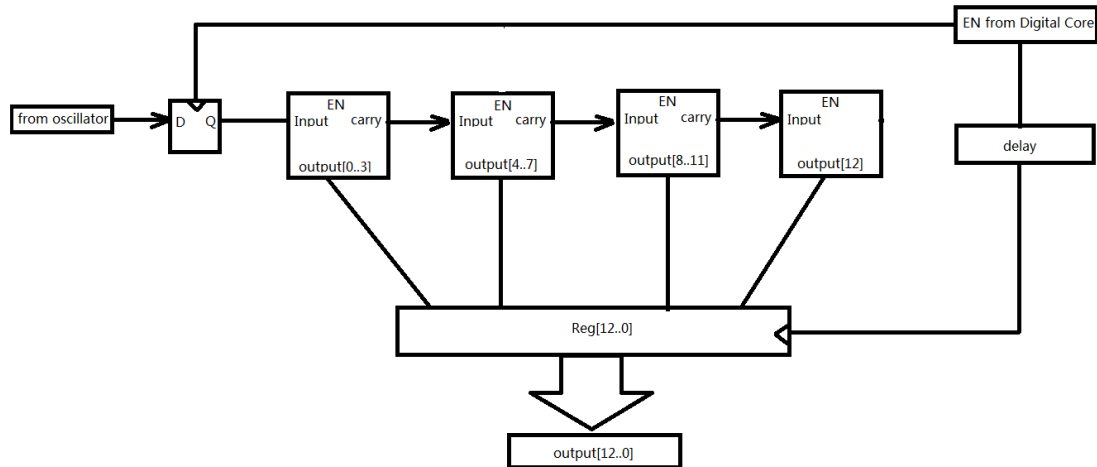 EN from Digital Core
from oscillator
D Q
EN
Input carry
output[0..3]
EN
Input carry
output[4..7]
EN
Input carry
output[8..11]
EN
Input
output[12]
delay
Reg[12..0]
output[12..0]